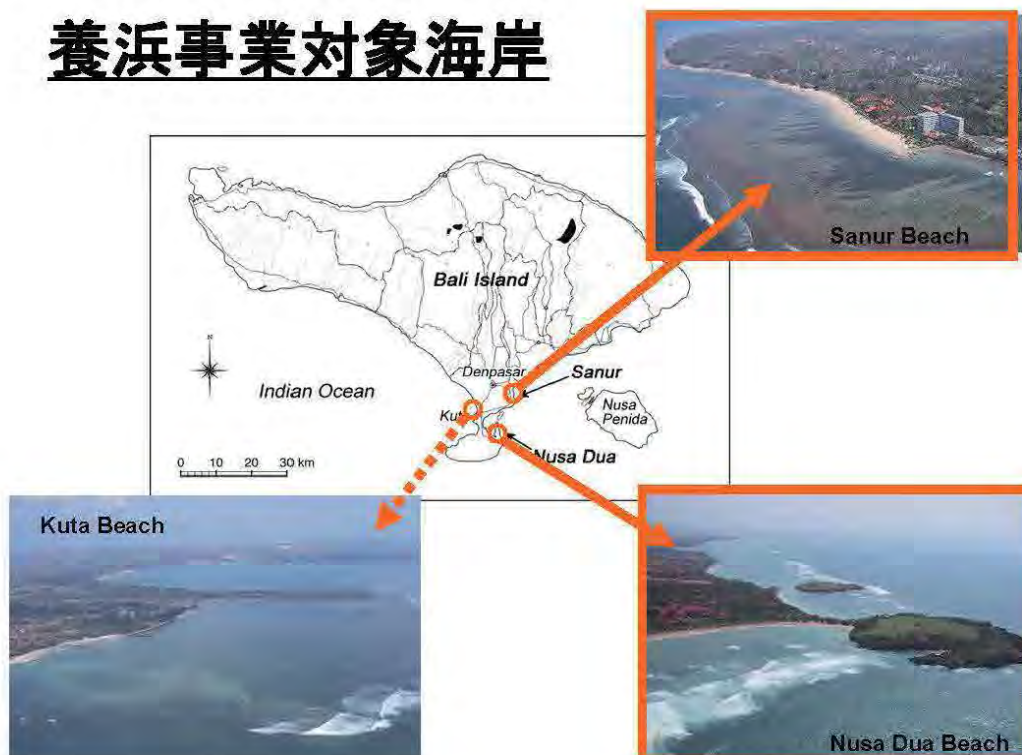 養浜事業対象海岸
Sanur Beach
N
Bali Island
Denpasar
Sanur
Indian Ocean
Nusa
Penida
Kut
Nusa Dua
0 10 20 30 km
Kuta Beach
Nusa Dua Beach